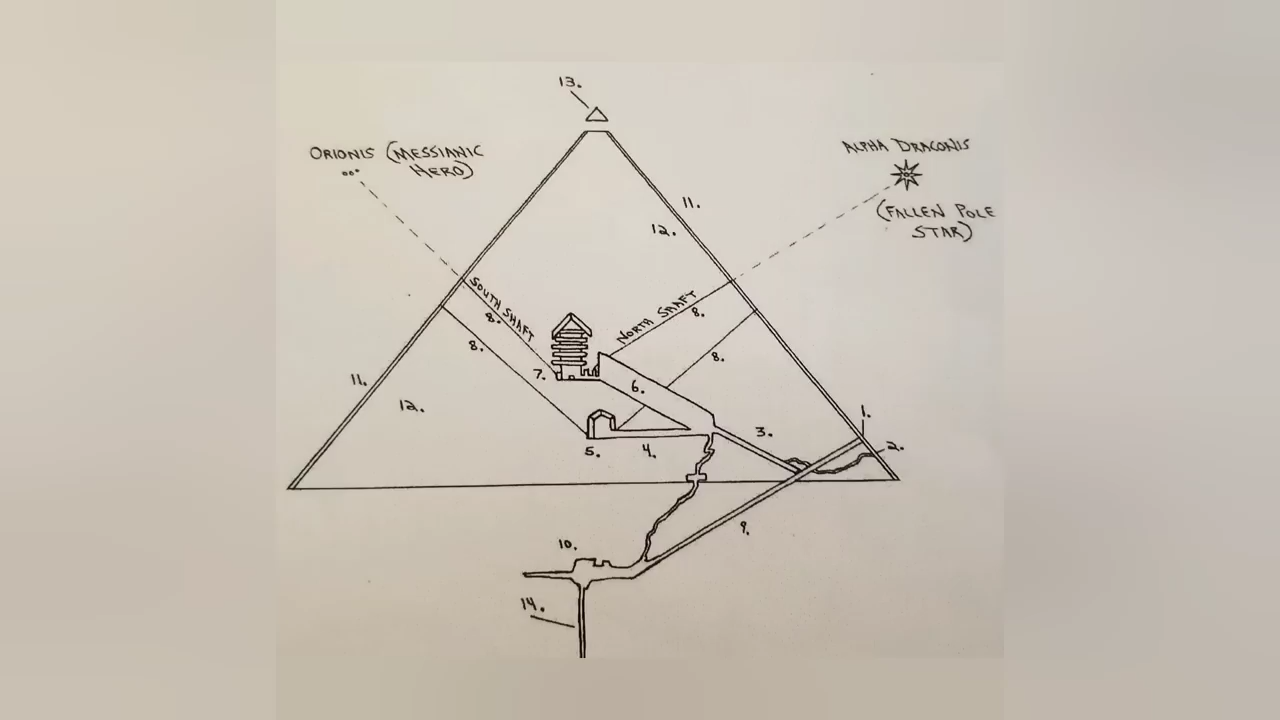 13.
ORIONIS (MESSIANIC
HERO)
ALPHA DRACONIS
(FALLEN POLE
STAR)
11.
12.
SOUTH SHAFT
8.
NORTH SHAFT
8.
8.
8.
7.
6.
11.
12.
5.
4.
3.
1.
2.
9.
10.
14.